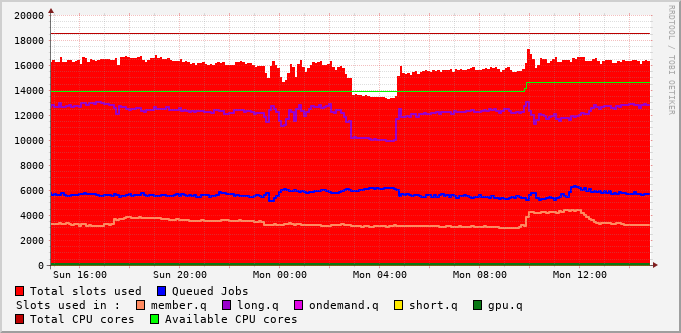 20000
18000
16000
14000
12000
10000
8000
6000
4000
2000
0
Sun 16:00 Sun 20:00 Mon 00:00 Mon 04:00 Mon 08:00 Mon 12:00
Total slots used Queued Jobs
Slots used in : member.q long.q ondemand.q short.q gpu.q
Total CPU cores Available CPU cores
RRDTOOL / TOBI OETIKER